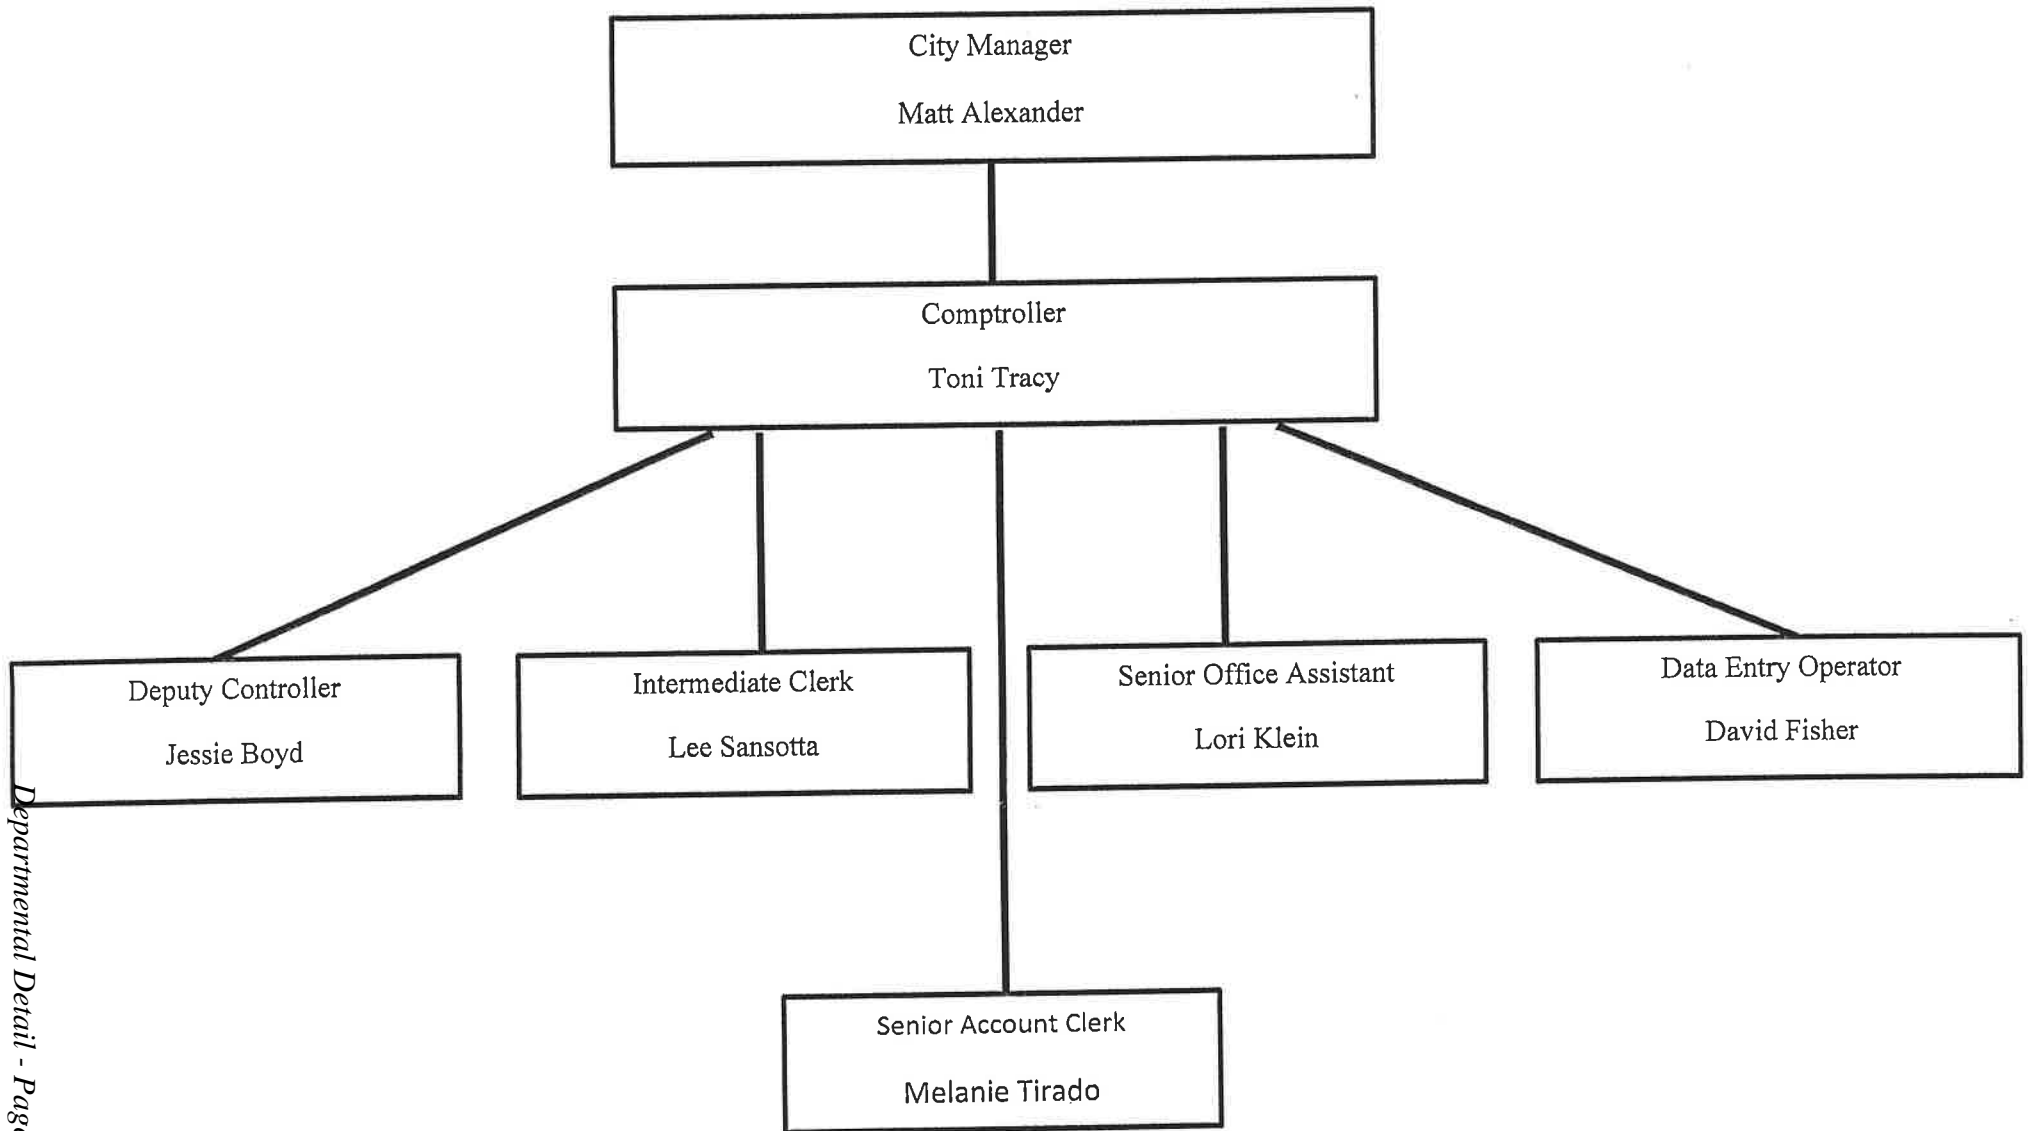 City Manager
Matt Alexander
Comptroller
Toni Tracy
Deputy Controller
Jessie Boyd
Intermediate Clerk
Lee Sansotta
Senior Office Assistant
Lori Klein
Data Entry Operator
David Fisher
Senior Account Clerk
Melanie Tirado
Departmental Detail - Page